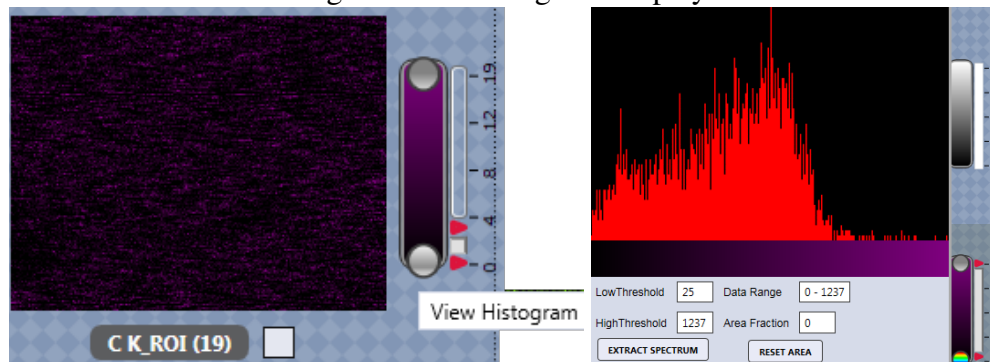 19
12
8
4
0
View Histogram
C K_ROI (19)
LowThreshold 25 Data Range 0 - 1237
HighThreshold 1237 Area Fraction 0
EXTRACT SPECTRUM RESET AREA